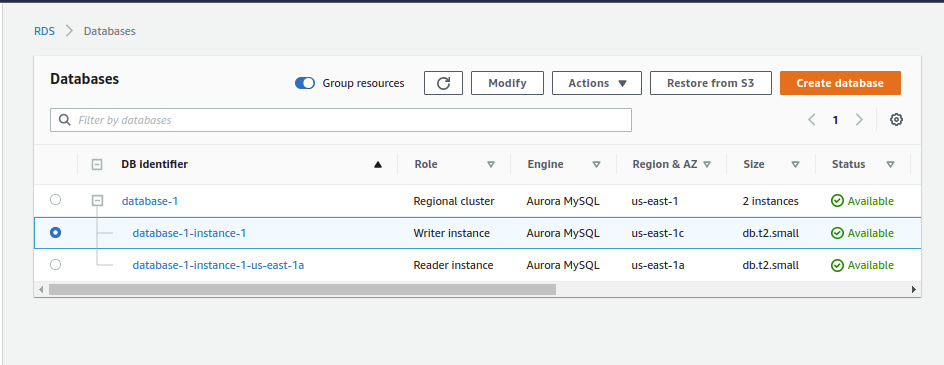 RDS > Databases
Databases Group resources Modify Actions Restore from S3 Create database
Filter by databases 1
DB identifier Role Engine Region & AZ Size Status
database-1 Regional cluster Aurora MySQL us-east-1 2 instances Available
database-1-instance-1 Writer instance Aurora MySQL us-east-1c db.t2.small Available
database-1-instance-1-us-east-1a Reader instance Aurora MySQL us-east-1a db.t2.small Available